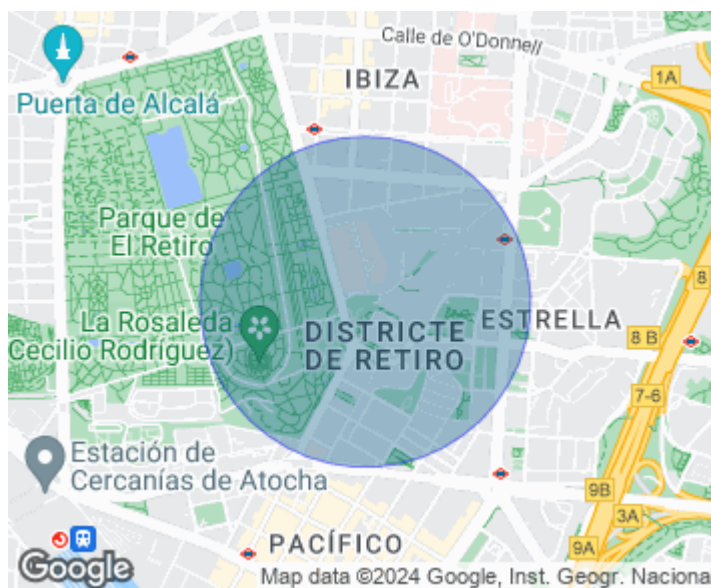 Calle de O'Donnell
IBIZA
1A
Puerta de Alcalá
Parque de
El Retiro
8
La Rosaleda
(Cecilio Rodríguez)
DISTRICTE
DE RETIRO
ESTRELLA
8 B
7-6
Estación de
Cercanías de Atocha
9B
3A
PACÍFICO
9A
Google
Map data ©2024 Google, Inst. Geogr. Naciona